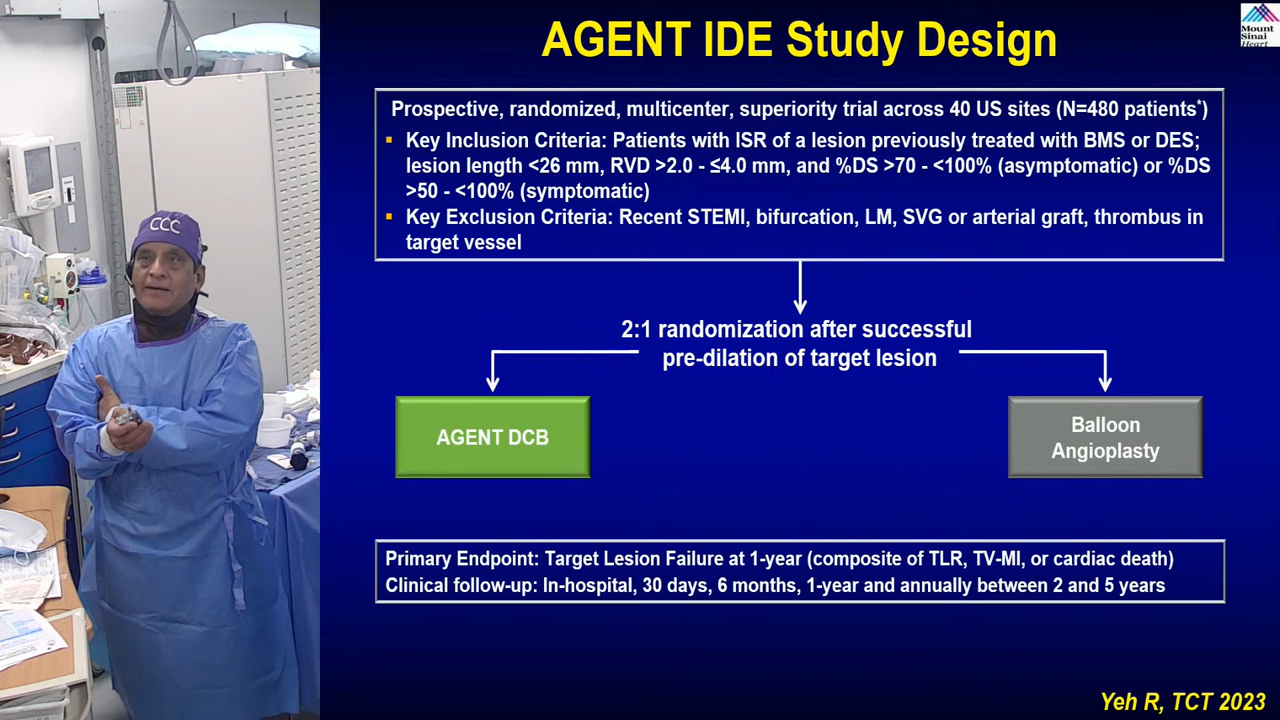 AGENT IDE Study Design
Mount
Sinai
Heart
Prospective, randomized, multicenter, superiority trial across 40 US sites (N=480 patients*)
▪ Key Inclusion Criteria: Patients with ISR of a lesion previously treated with BMS or DES;
lesion length <26 mm, RVD >2.0 - ≤4.0 mm, and %DS >70 - <100% (asymptomatic) or %DS
>50 - <100% (symptomatic)
▪ Key Exclusion Criteria: Recent STEMI, bifurcation, LM, SVG or arterial graft, thrombus in
target vessel
CCC
2:1 randomization after successful
pre-dilation of target lesion
AGENT DCB
Balloon
Angioplasty
Primary Endpoint: Target Lesion Failure at 1-year (composite of TLR, TV-MI, or cardiac death)
Clinical follow-up: In-hospital, 30 days, 6 months, 1-year and annually between 2 and 5 years
Yeh R, TCT 2023